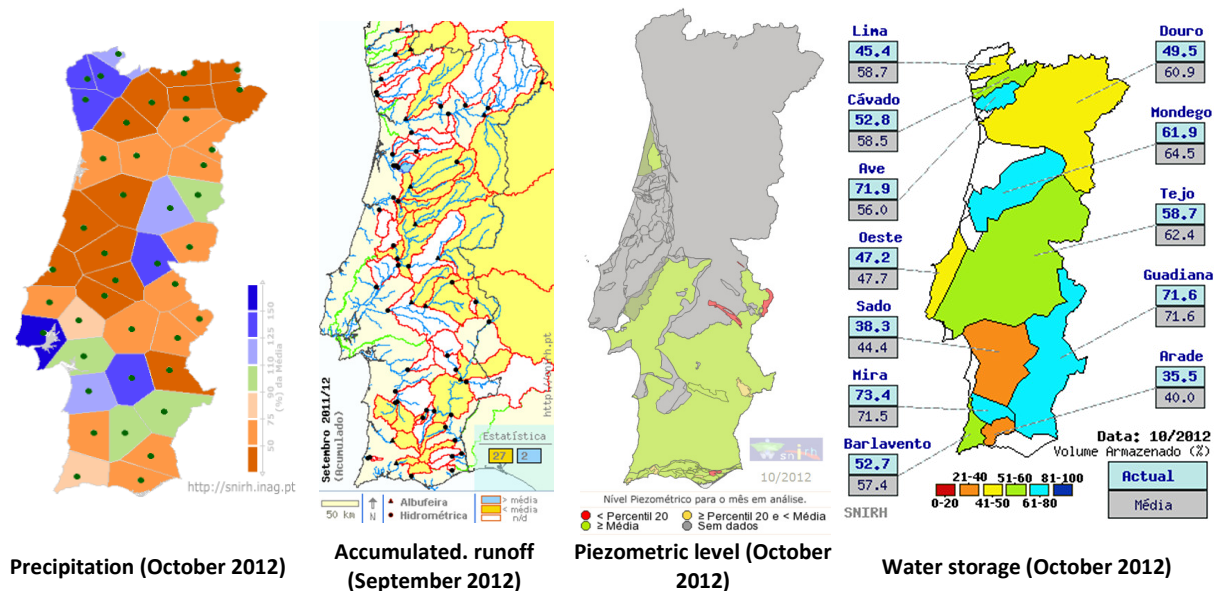 50 75 90 110 125 150
(%) da Média
http://snirh.inag.pt
Precipitation (October 2012)
Setembro 2011/12
(Acumulado)
http://snirh.pt
Estatística
27 2
50 km
N
Albufeira
Hidrométrica
> média
< média
n/d
Accumulated. runoff
(September 2012)
snirh
10/2012
Nível Piezométrico para o mês em análise.
< Percentil 20
≥ Percentil 20 e < Média
≥ Média
Sem dados
Piezometric level (October
2012)
Lima
45.4
58.7
Cávado
52.8
58.5
Ave
71.9
56.0
Oeste
47.2
47.7
Sado
38.3
44.4
Mira
73.4
71.5
Barlavento
52.7
57.4
Douro
49.5
60.9
Mondego
61.9
64.5
Tejo
58.7
62.4
Guadiana
71.6
71.6
Arade
35.5
40.0
Data: 10/2012
Volume Armazenado (%)
Actual
Média
21-40 51-60 81-100
0-20 41-50 61-80
SNIRH
Water storage (October 2012)